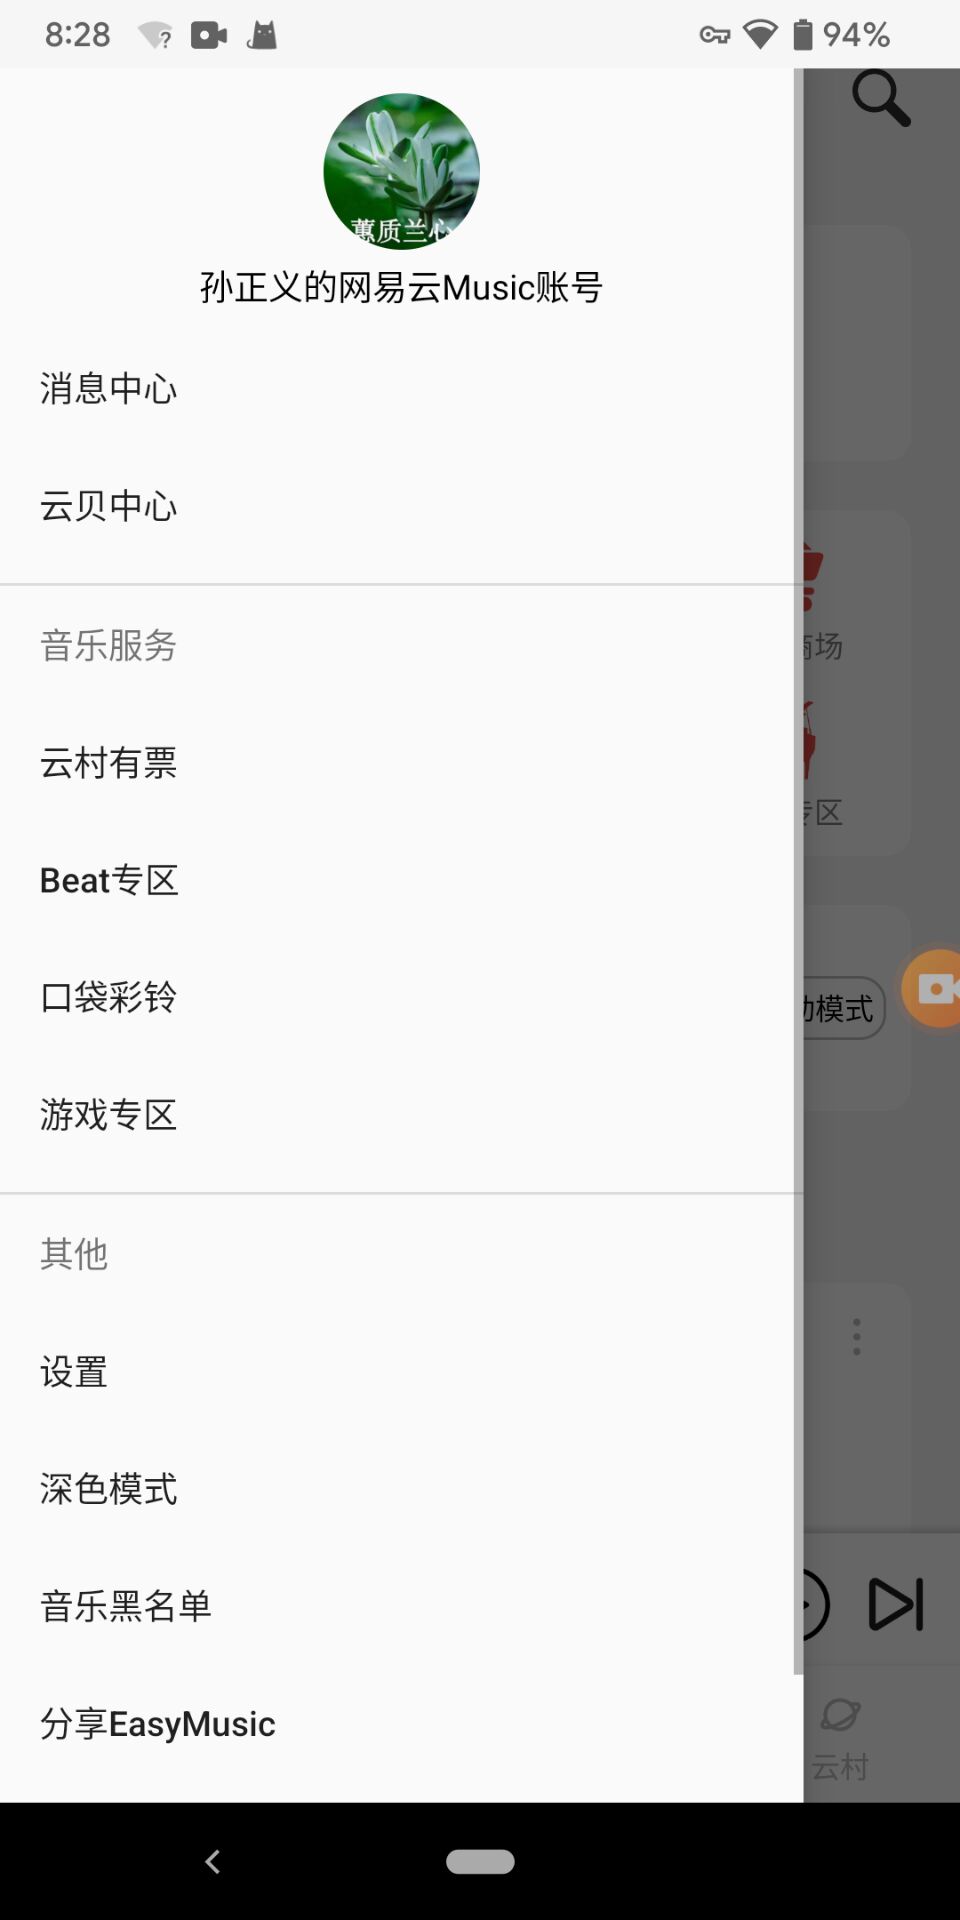 8:28
94%
蕙质兰心
孙正义的网易云Music账号
消息中心
云贝中心
音乐服务
云村有票
Beat专区
口袋彩铃
游戏专区
其他
设置
深色模式
音乐黑名单
分享EasyMusic
商场
专区
动模式
云村